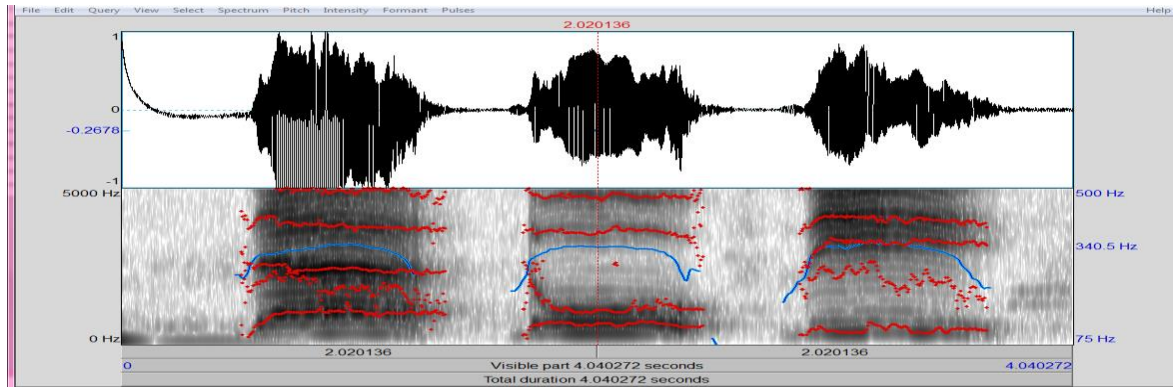 File Edit Query View Select Spectrum Pitch Intensity Formant Pulses Help
2.020136
1
0
-0.2678
-1
5000 Hz 500 Hz
340.5 Hz
0 Hz 75 Hz
2.020136 2.020136
0 Visible part 4.040272 seconds 4.040272
Total duration 4.040272 seconds